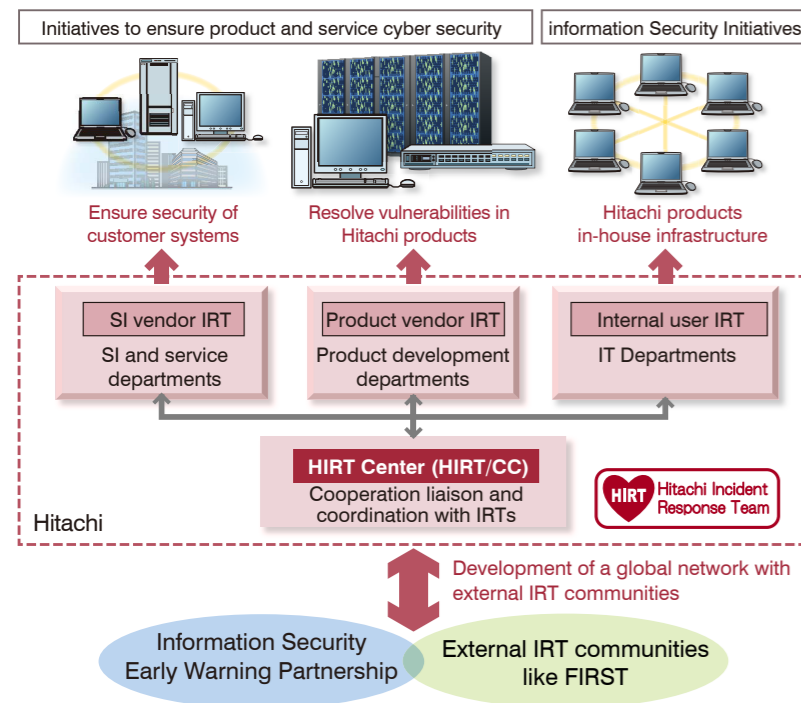 Initiatives to ensure product and service cyber security
information Security Initiatives
Ensure security of
customer systems
Resolve vulnerabilities in
Hitachi products
Hitachi products
in-house infrastructure
SI vendor IRT
SI and service
departments
Product vendor IRT
Product development
departments
Internal user IRT
IT Departments
HIRT Center (HIRT/CC)
Cooperation liaison and
coordination with IRTs
HIRT
Hitachi Incident
Response Team
Hitachi
Development of a global network with
external IRT communities
Information Security
Early Warning Partnership
External IRT communities
like FIRST